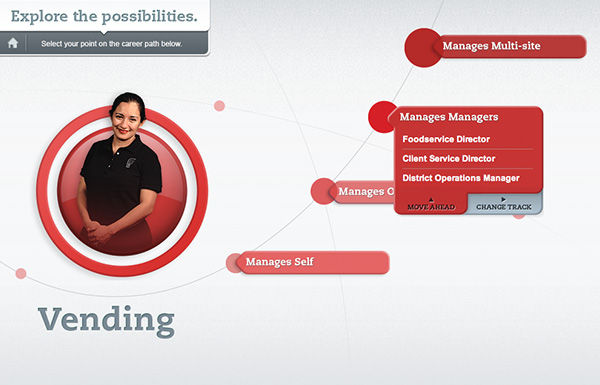 Explore the possibilities.
Select your point on the career path below.
Manages Multi-site
Manages Managers
Foodservice Director
Client Service Director
District Operations Manager
MOVE AHEAD
CHANGE TRACK
Manages
Manages Self
Vending